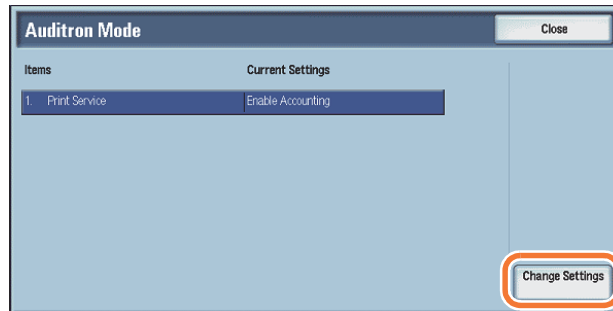 Auditron Mode Close
Items Current Settings
1. Print Service Enable Accounting
Change Settings